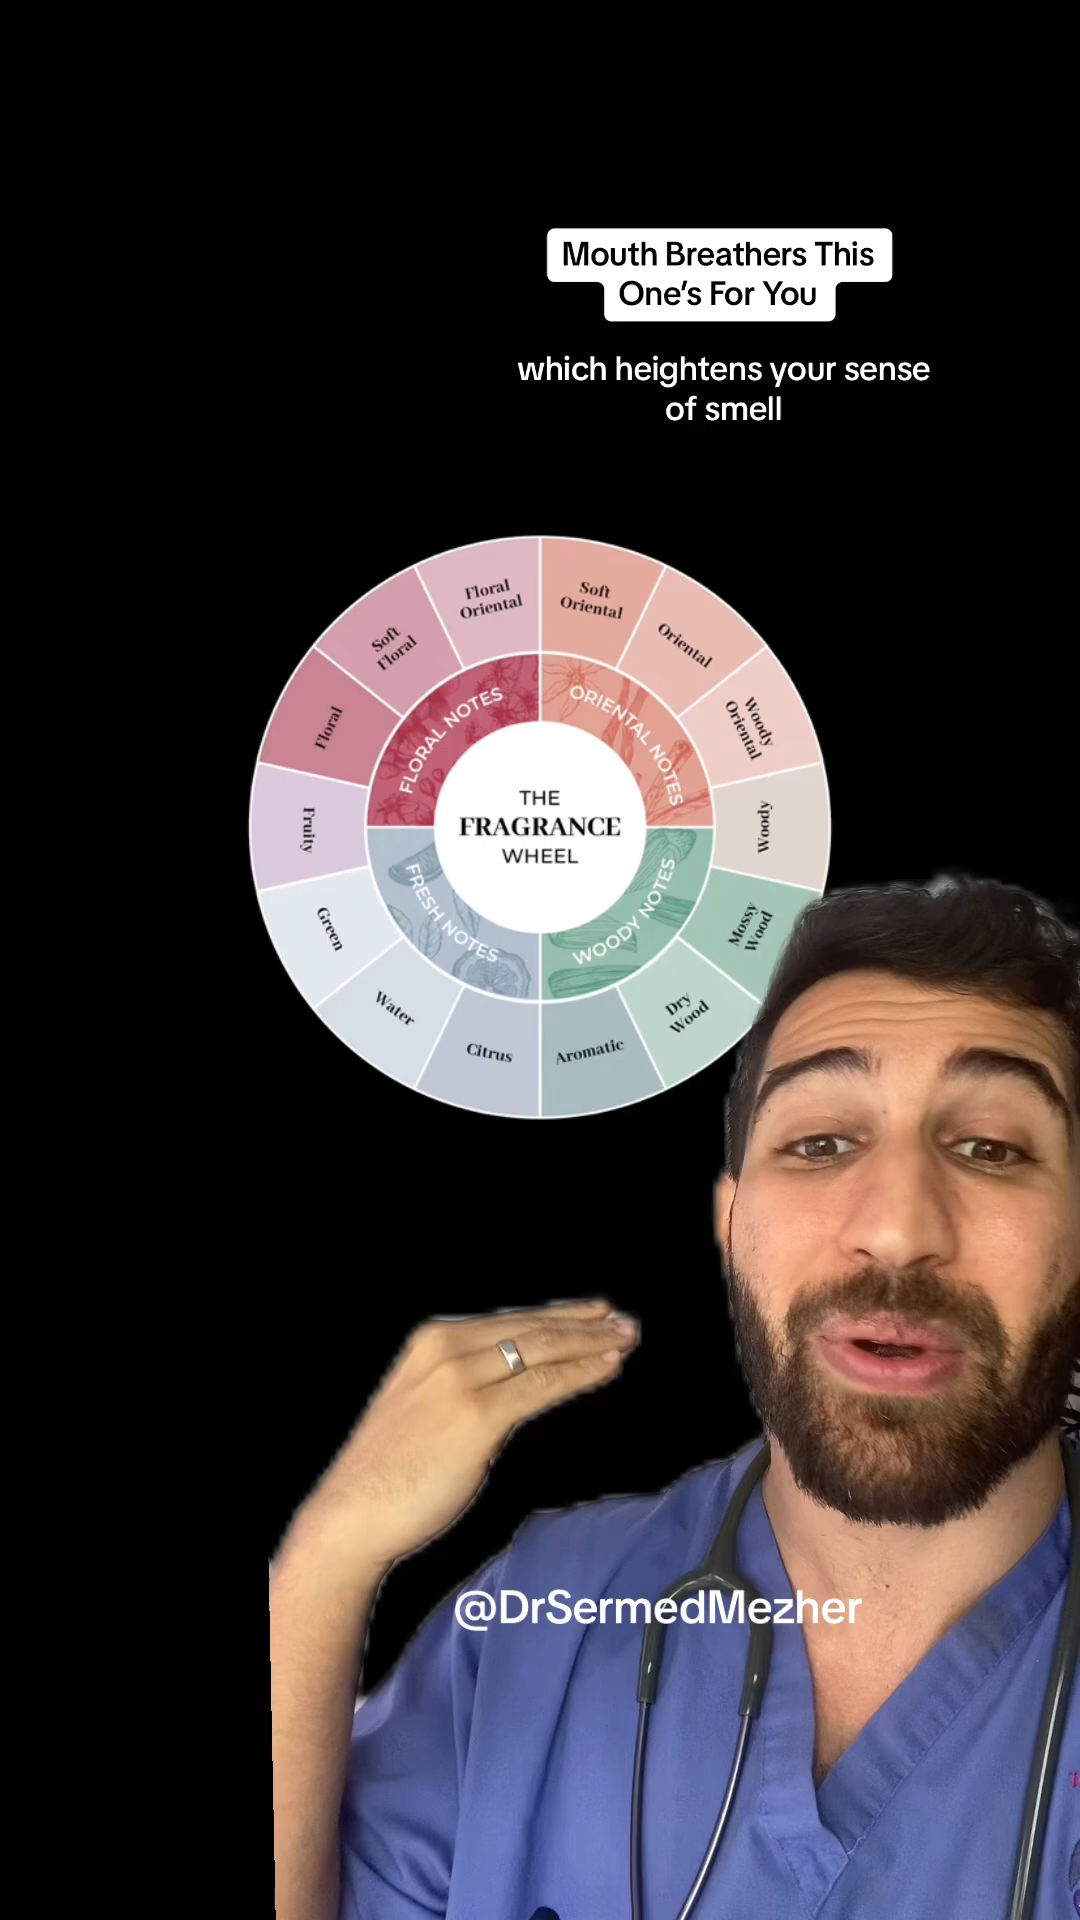 Mouth Breathers This
One's For You
which heightens your sense
of smell
Floral
Oriental
Soft
Oriental
Soft
Floral
Oriental
Floral
Woody
Oriental
FLORAL NOTES
ORIENTAL NOTES
THE
FRAGRANCE
WHEEL
Fruity
Woody
FRESH NOTES
WOODY NOTES
Green
Mossy
Wood
Water
Dry
Wood
Citrus
Aromatic
@DrSermedMezher